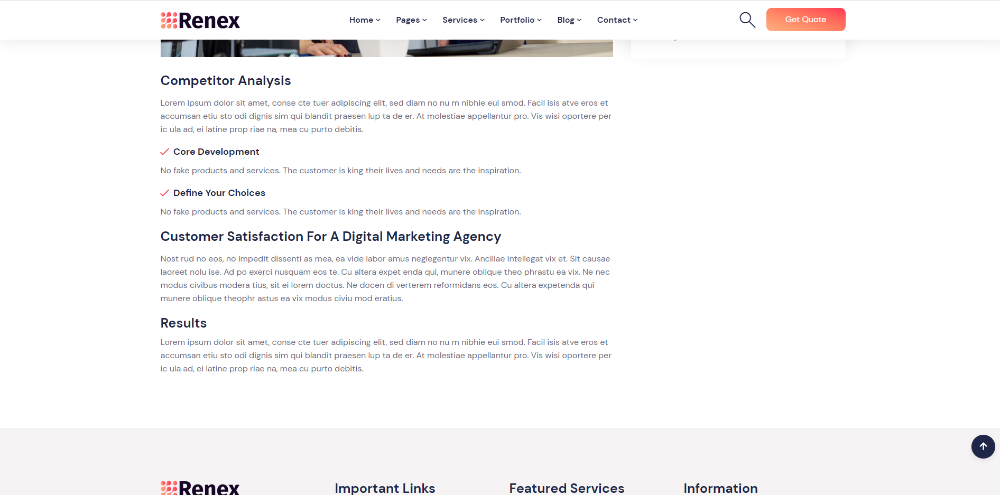 Renex
Home
Pages
Services
Portfolio
Blog
Contact
Get Quote
Competitor Analysis
Lorem ipsum dolor sit amet, conse cte tuer adipiscing elit, sed diam no nu m nibhie eui smod. Facil isis atve eros et
accumsan etiu sto odi dignis sim qui blandit praesen lup ta de er. At molestiae appellantur pro. Vis wisi oportere per
ic ula ad, ei latine prop riae na, mea cu purto debitis.
Core Development
No fake products and services. The customer is king their lives and needs are the inspiration.
Define Your Choices
No fake products and services. The customer is king their lives and needs are the inspiration.
Customer Satisfaction For A Digital Marketing Agency
Nost rud no eos, no impedit dissenti as mea, ea vide labor amus neglegentur vix. Ancillae intellegat vix et. Sit causae
laoreet nolu ise. Ad po exerci nusquam eos te. Cu altera expet enda qui, munere oblique theo phrastu ea vix. Ne nec
modus civibus modera tius, sit ei lorem doctus. Ne docen di verterem reformidans eos. Cu altera expetenda qui
munere oblique theophr astus ea vix modus civiu mod eratius.
Results
Lorem ipsum dolor sit amet, conse cte tuer adipiscing elit, sed diam no nu m nibhie eui smod. Facil isis atve eros et
accumsan etiu sto odi dignis sim qui blandit praesen lup ta de er. At molestiae appellantur pro. Vis wisi oportere per
ic ula ad, ei latine prop riae na, mea cu purto debitis.
Renex
Important Links
Featured Services
Information